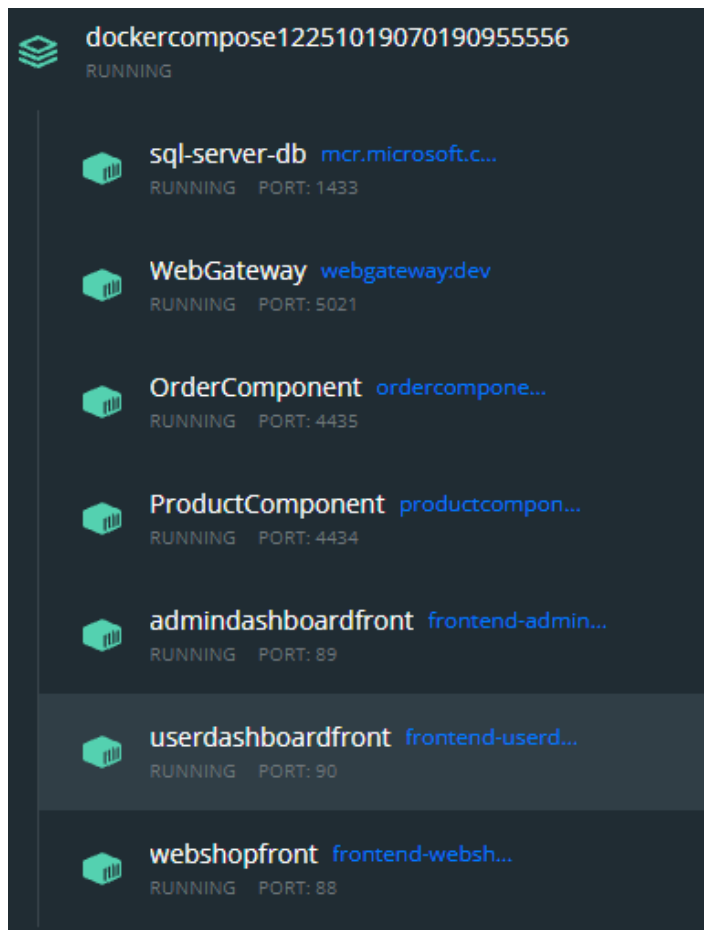 dockercompose12251019070190955556
RUNNING
sql-server-db mcr.microsoft.c...
RUNNING PORT: 1433
WebGateway webgateway:dev
RUNNING PORT: 5021
OrderComponent ordercompone...
RUNNING PORT: 4435
ProductComponent productcompon...
RUNNING PORT: 4434
admindashboardfront frontend-admin...
RUNNING PORT: 89
userdashboardfront frontend-userd...
RUNNING PORT: 90
webshopfront frontend-websh...
RUNNING PORT: 88